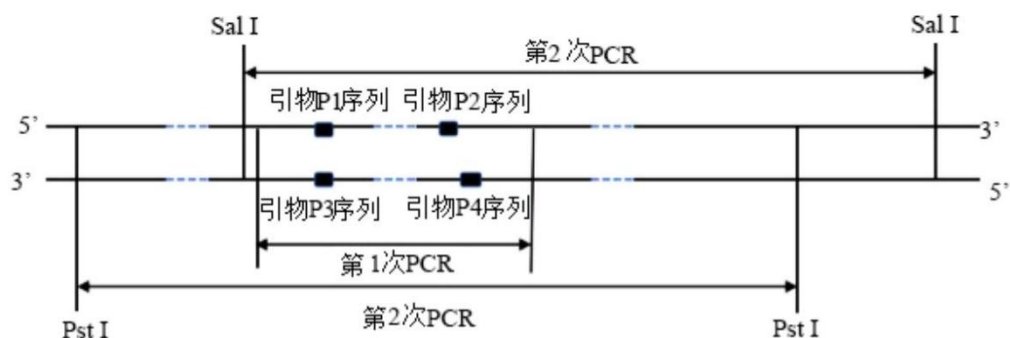 Sal I
Sal I
第2次PCR
引物P1序列
引物P2序列
5’
3’
3’
5’
引物P3序列
引物P4序列
第1次PCR
第2次PCR
Pst I
Pst I